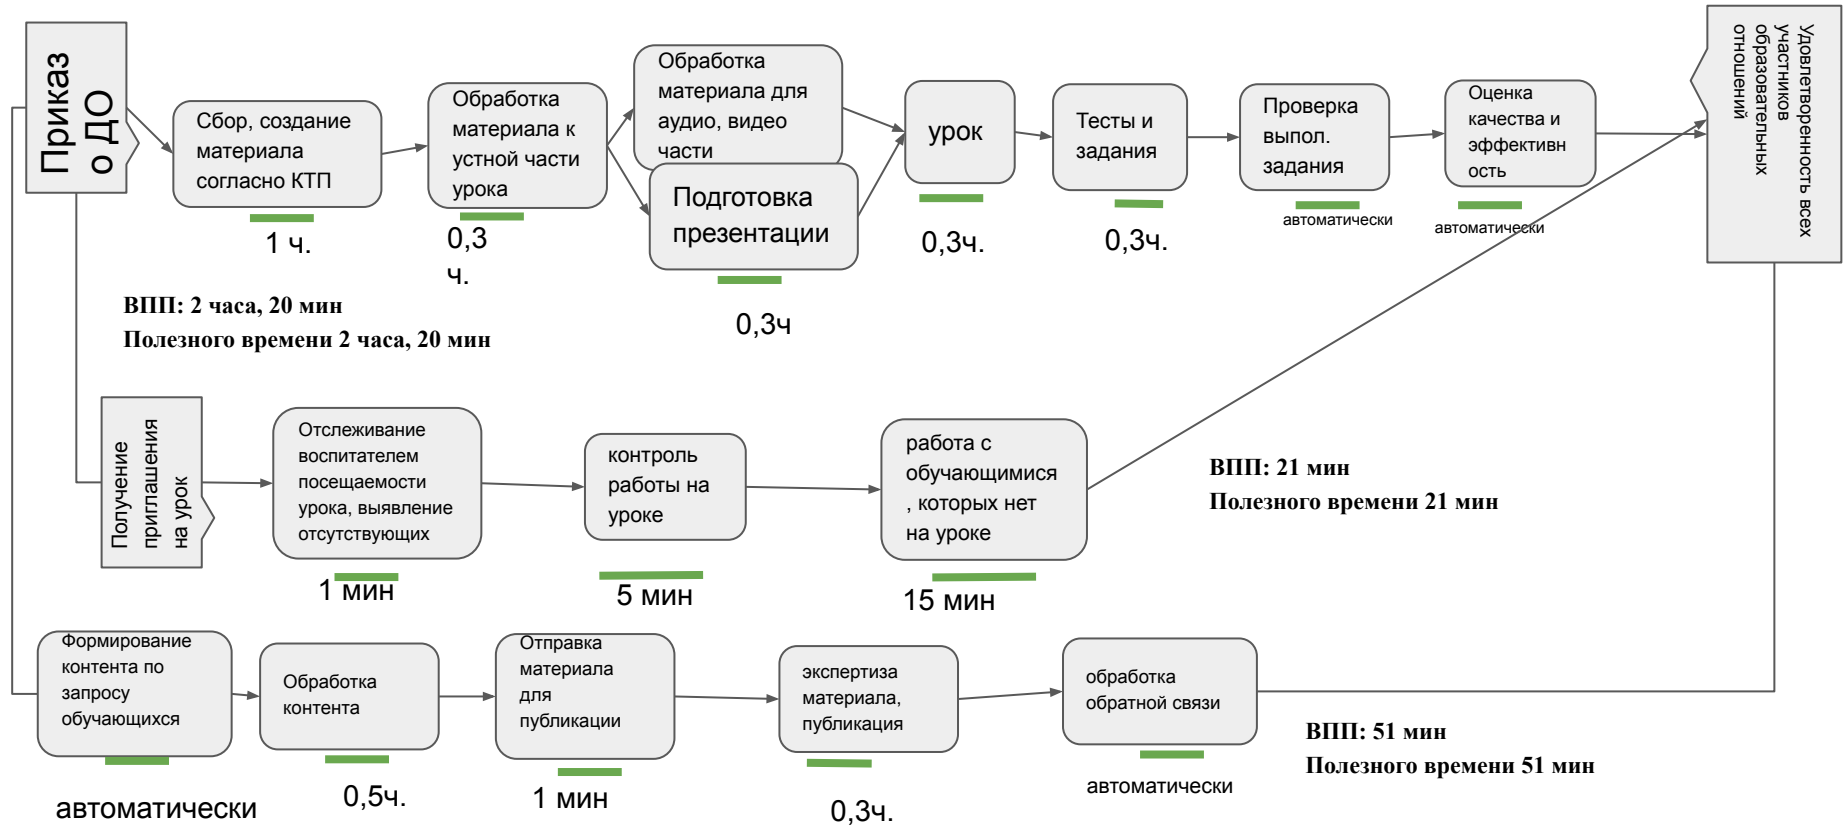 Приказ
о ДО
Сбор, создание
материала
согласно КТП
1 ч.
Обработка
материала к
устной части
урока
0,3
ч.
Обработка
материала для
аудио, видео
части
Подготовка
презентации
0,3ч
урок
0,3ч.
Тесты и
задания
0,3ч.
Проверка
выпол.
задания
автоматически
Оценка
качества и
эффективн
ость
автоматически
Удовлетворенность всех
участников
образовательных
отношений
ВПП: 2 часа, 20 мин
Полезного времени 2 часа, 20 мин
Получение
приглашения
на урок
Отслеживание
воспитателем
посещаемости
урока, выявление
отсутствующих
1 мин
контроль
работы на
уроке
5 мин
работа с
обучающимися
, которых нет
на уроке
15 мин
ВПП: 21 мин
Полезного времени 21 мин
Формирование
контента по
запросу
обучающихся
автоматически
Обработка
контента
0,5ч.
Отправка
материала
для
публикации
1 мин
экспертиза
материала,
публикация
0,3ч.
обработка
обратной связи
автоматически
ВПП: 51 мин
Полезного времени 51 мин